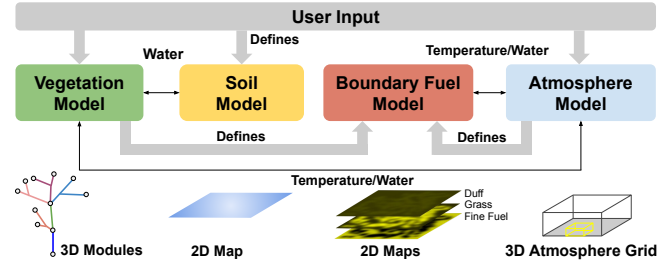 User Input
Water
Defines
Temperature/Water
Vegetation
Model
Soil
Model
Boundary Fuel
Model
Atmosphere
Model
Defines
Defines
Temperature/Water
Duff
Grass
Fine Fuel
3D Modules
2D Map
2D Maps
3D Atmosphere Grid